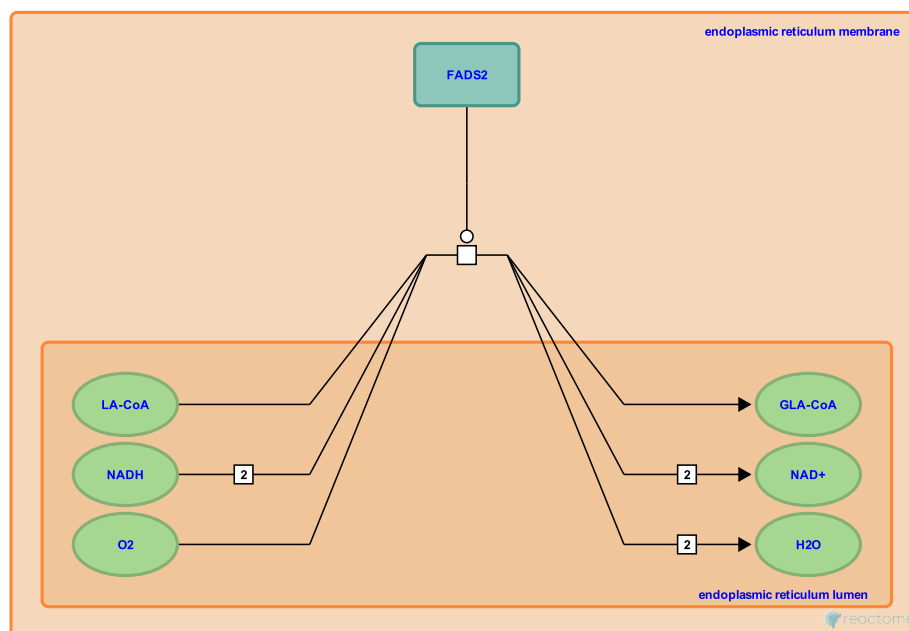 endoplasmic reticulum membrane
FADS2
LA-CoA
GLA-CoA
NADH
2
2
NAD+
O2
2
H2O
endoplasmic reticulum lumen
reactome